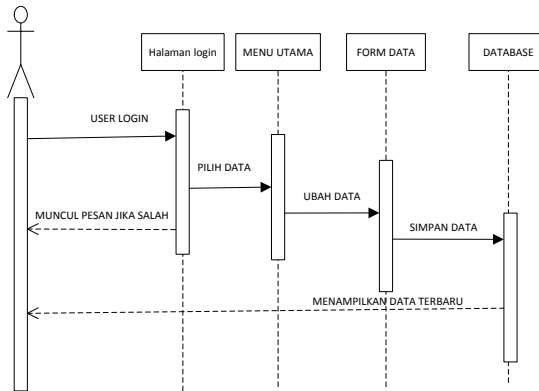 Halaman login
MENU UTAMA
FORM DATA
DATABASE
USER LOGIN
PILIH DATA
UBAH DATA
MUNCUL PESAN JIKA SALAH
SIMPAN DATA
MENAMPILKAN DATA TERBARU